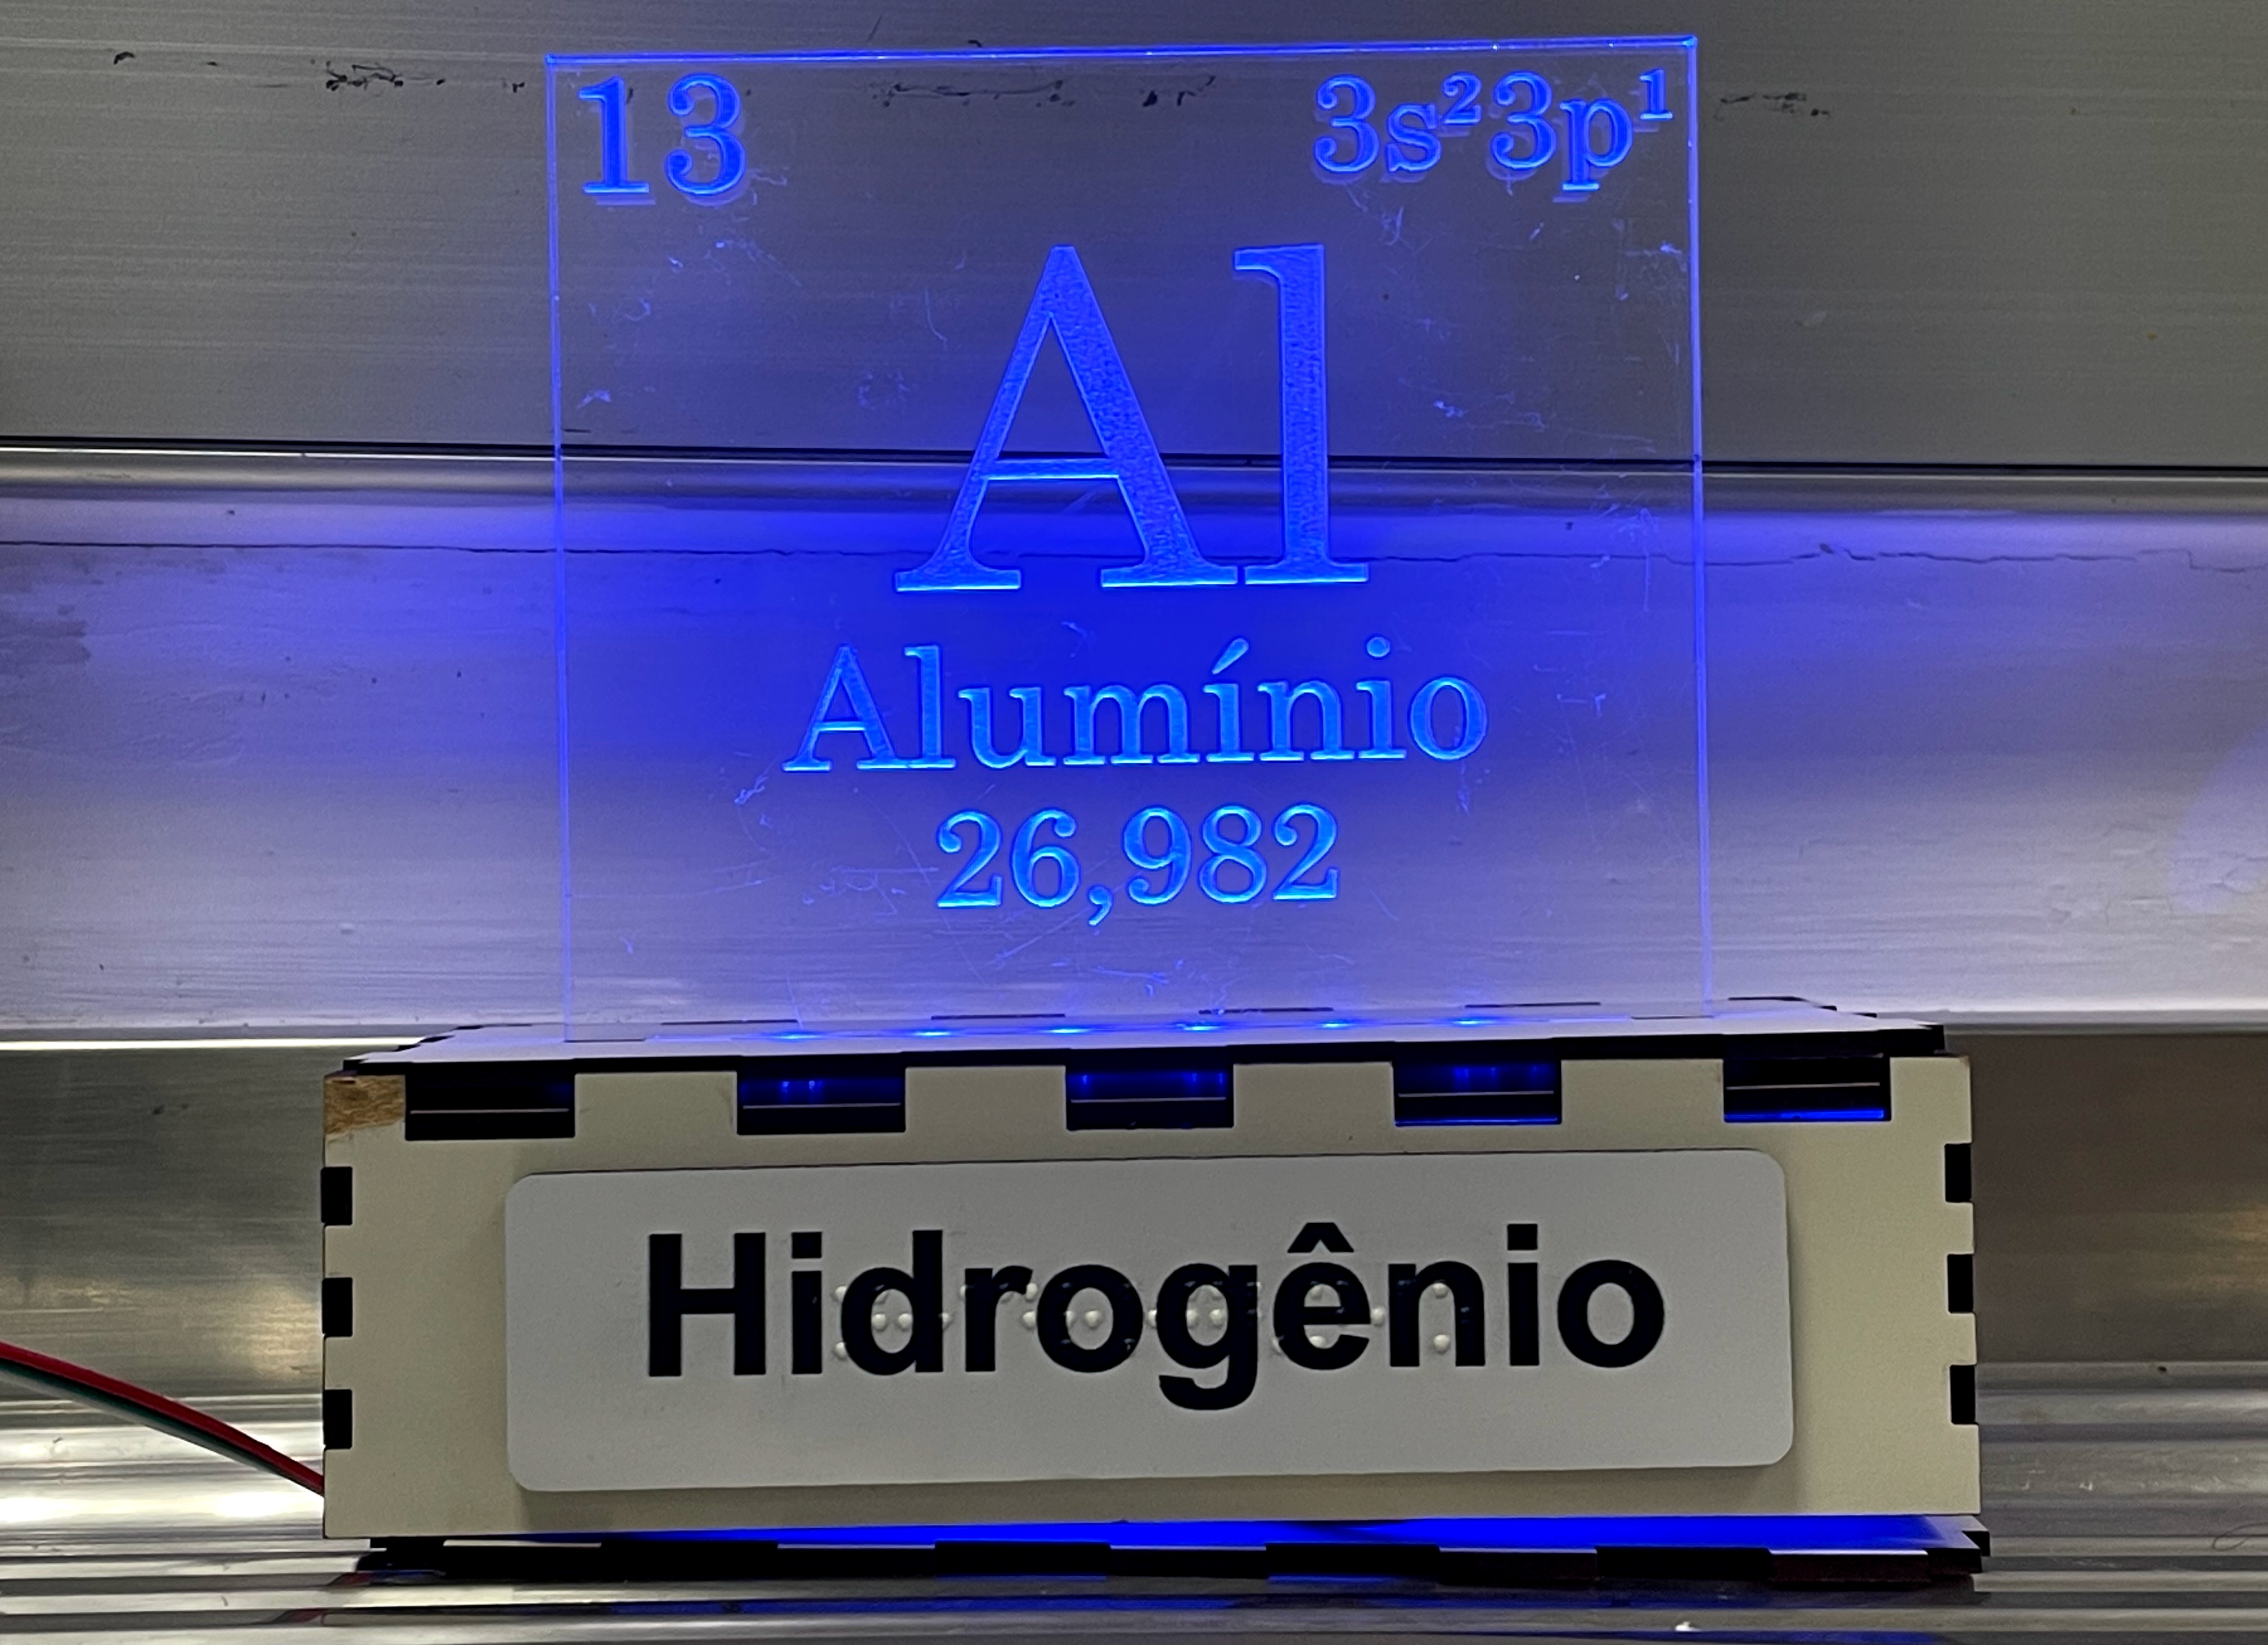 13 3s²3p¹
Al
Alumínio
26,982
Hidrogênio